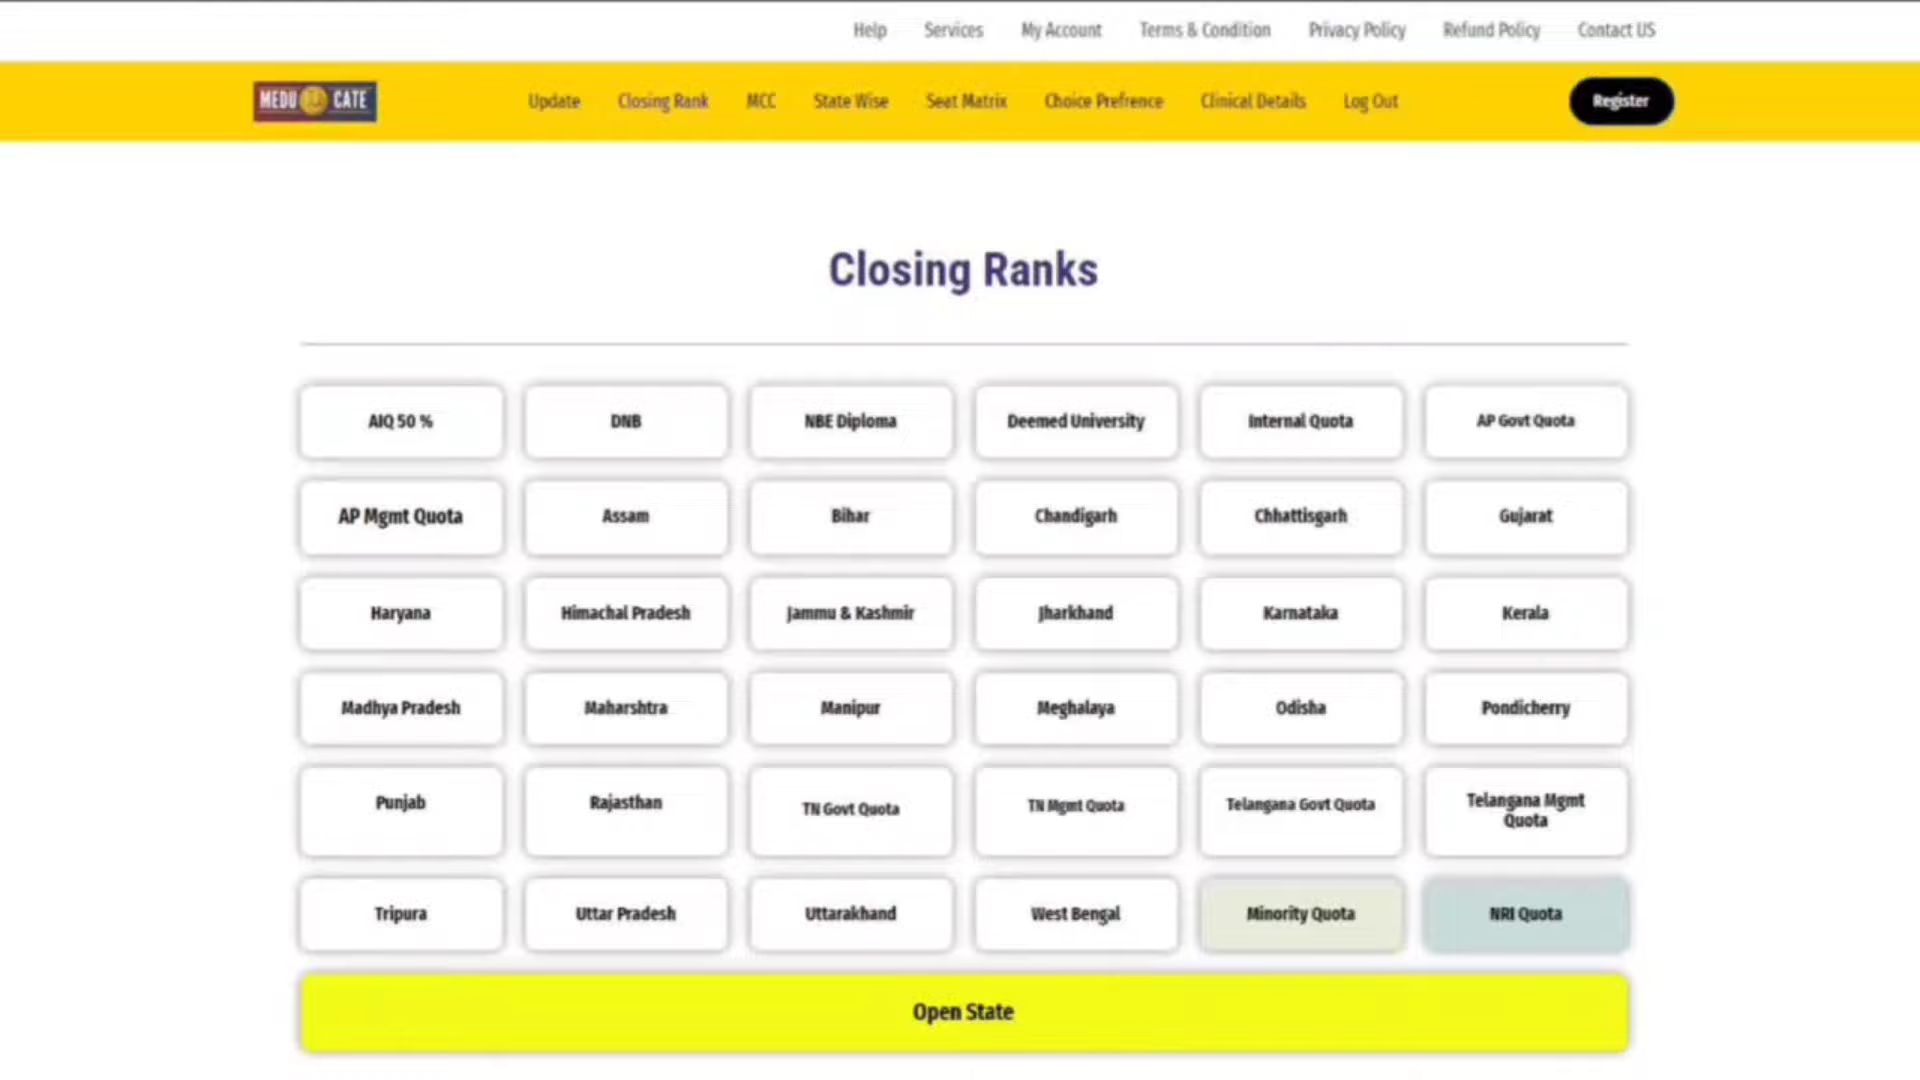 Help Services My Account Terms & Condition Privacy Policy Refund Policy Contact US
MEDU CATE Update Closing Rank MCC State Wise Seat Matrix Choice Prefrence Clinical Details Log Out Register
Closing Ranks
AIQ 50 % DNB NBE Diploma Deemed University Internal Quota AP Govt Quota
AP Mgmt Quota Assam Bihar Chandigarh Chhattisgarh Gujarat
Haryana Himachal Pradesh Jammu & Kashmir Jharkhand Karnataka Kerala
Madhya Pradesh Maharshtra Manipur Meghalaya Odisha Pondicherry
Punjab Rajasthan TN Govt Quota TN Mgmt Quota Telangana Govt Quota Telangana Mgmt
Quota
Tripura Uttar Pradesh Uttarakhand West Bengal Minority Quota NRI Quota
Open State